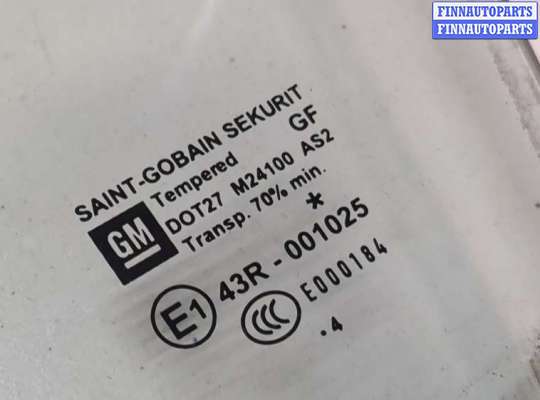 FINNAUTOPARTS
FINNAUTOPARTS
SAINT-GOBAIN SEKURIT
Tempered GF
DOT27 M24100 AS2
Transp. 70% min.
GM
*
E1 43R - 001025
CCC E000184
.4